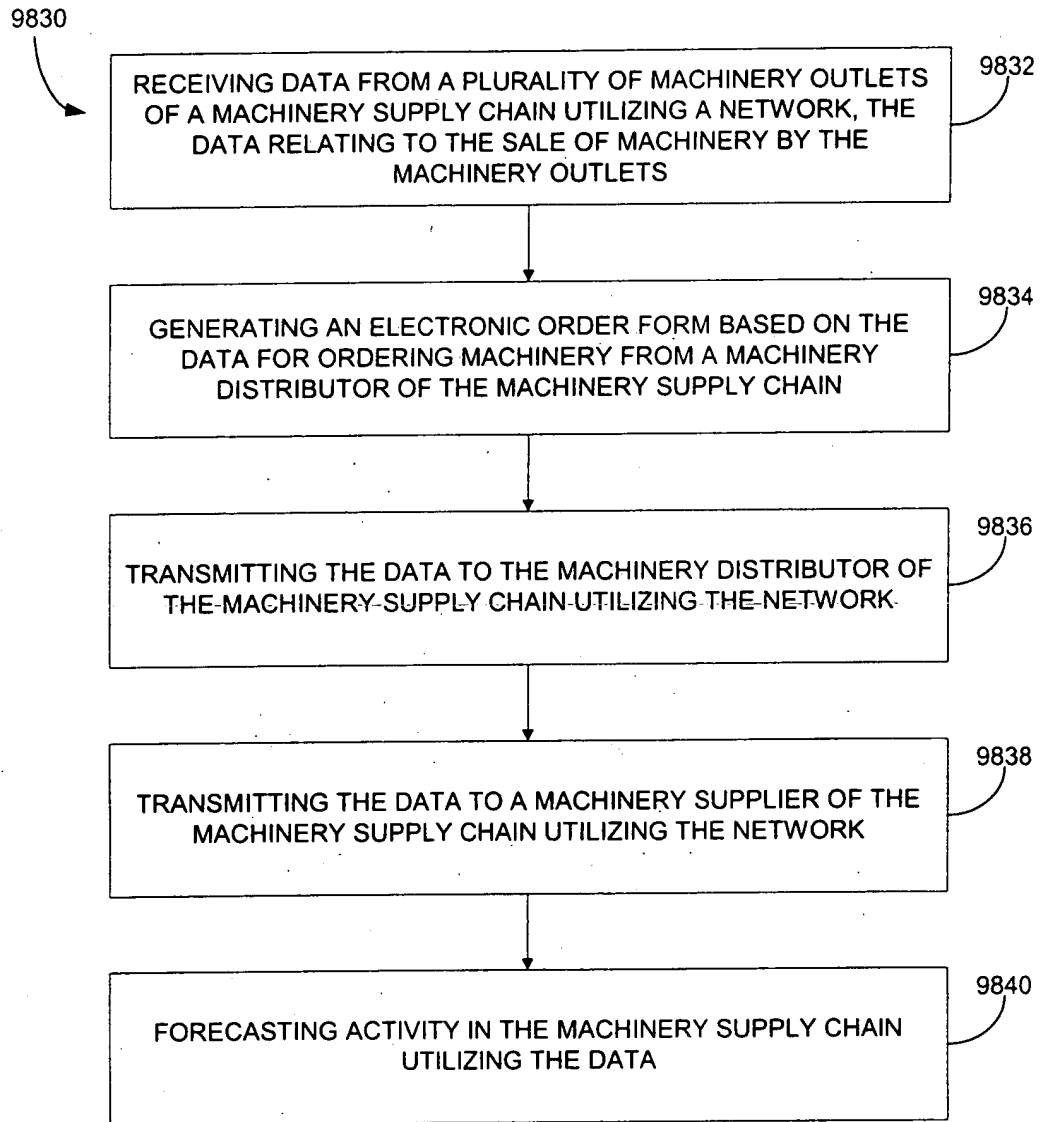 9830
RECEIVING DATA FROM A PLURALITY OF MACHINERY OUTLETS
OF A MACHINERY SUPPLY CHAIN UTILIZING A NETWORK, THE
DATA RELATING TO THE SALE OF MACHINERY BY THE
MACHINERY OUTLETS
9832
GENERATING AN ELECTRONIC ORDER FORM BASED ON THE
DATA FOR ORDERING MACHINERY FROM A MACHINERY
DISTRIBUTOR OF THE MACHINERY SUPPLY CHAIN
9834
TRANSMITTING THE DATA TO THE MACHINERY DISTRIBUTOR OF
THE MACHINERY SUPPLY CHAIN UTILIZING THE NETWORK
9836
TRANSMITTING THE DATA TO A MACHINERY SUPPLIER OF THE
MACHINERY SUPPLY CHAIN UTILIZING THE NETWORK
9838
FORECASTING ACTIVITY IN THE MACHINERY SUPPLY CHAIN
UTILIZING THE DATA
9840